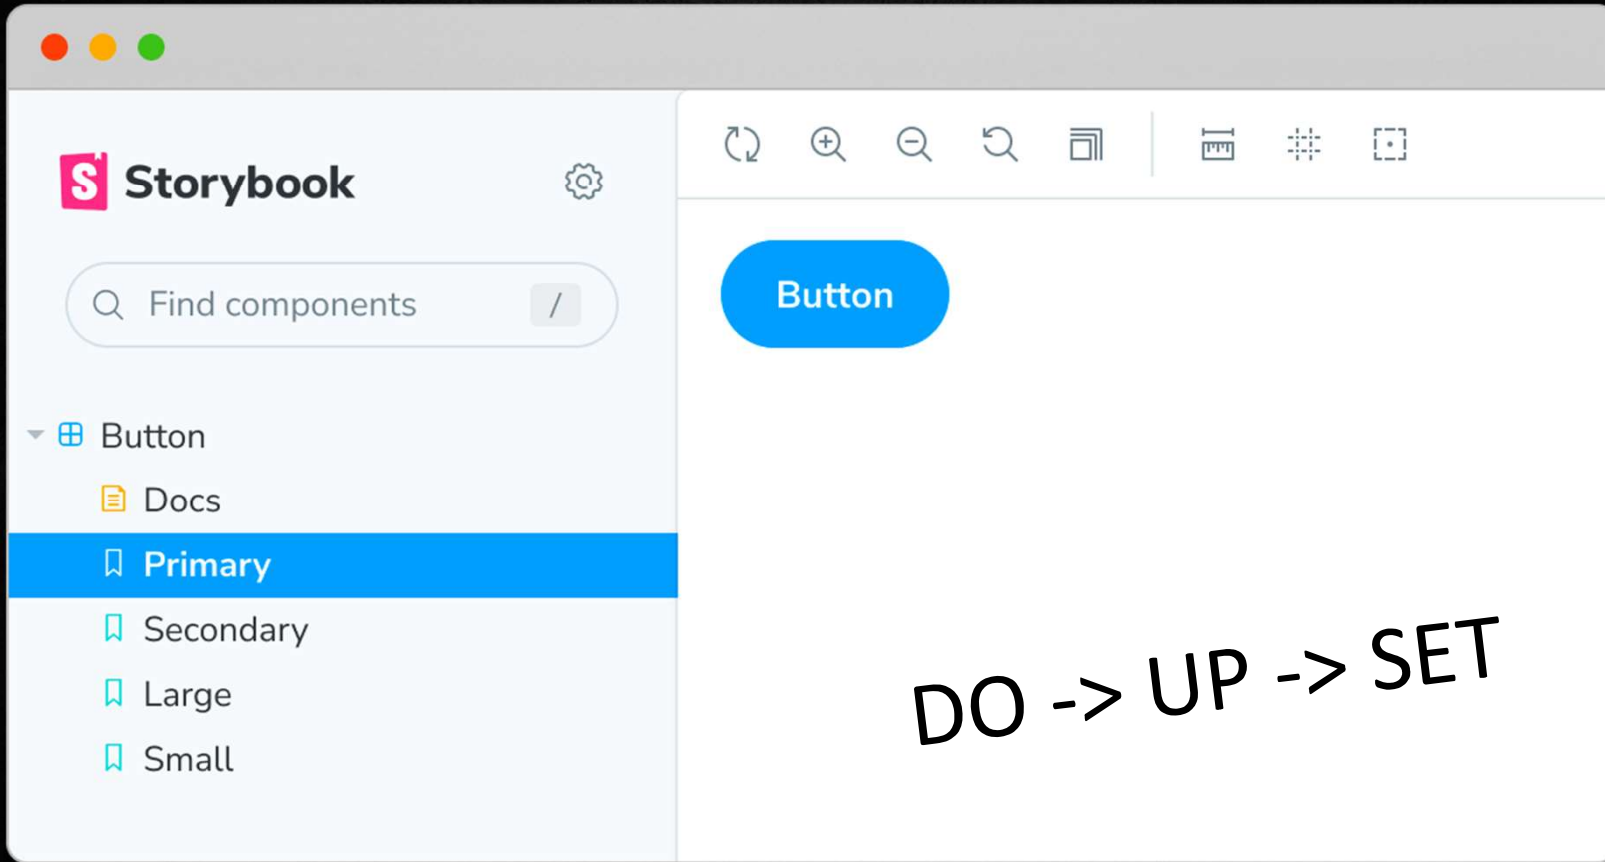 Storybook
Find components /
Button
Docs
Primary
Secondary
Large
Small
Button
DO -> UP -> SET